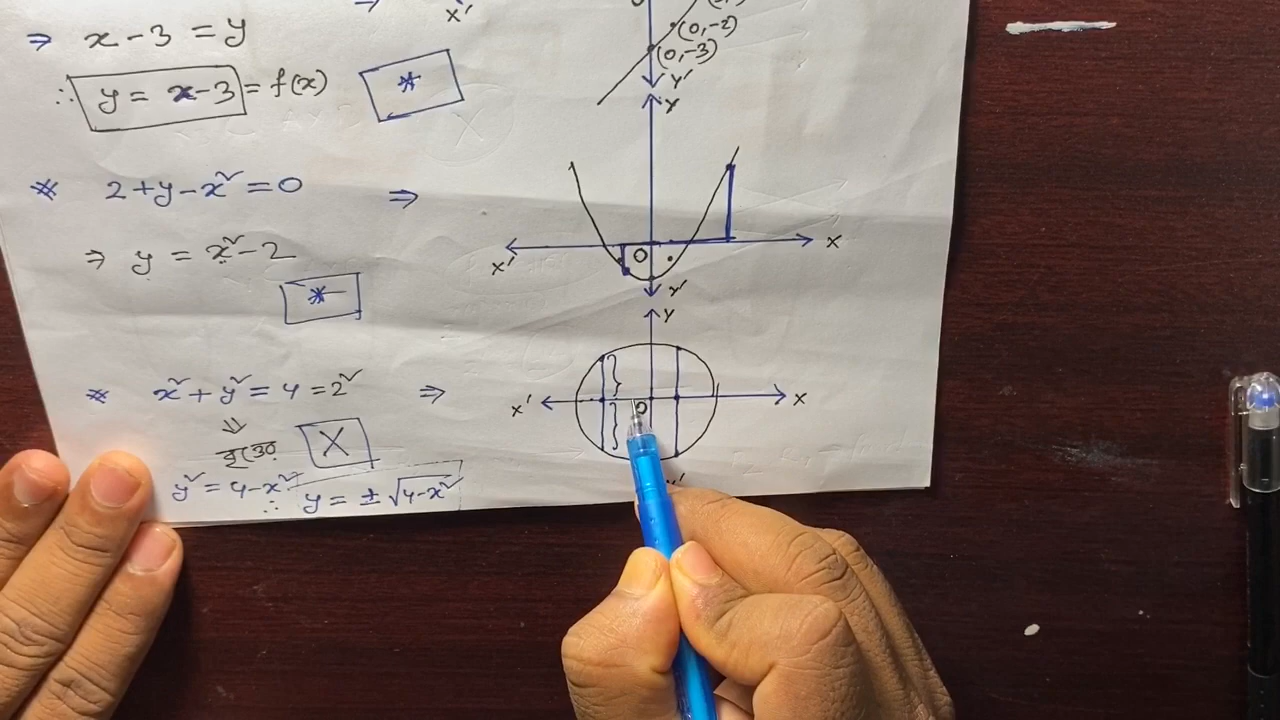 ⇒ x - 3 = y
∴ y = x-3 = f(x) *
(0,-2)
(0,-3)
Y'
Y
* 2+y-x² = 0 ⇒
X' O X
⇒ y = x²-2
Y'
*
Y
* x² + y² = 4 = 2² ⇒
X' O X
⇓
বৃত্ত X
y² = 4-x²
∴ y = ±√4-x²